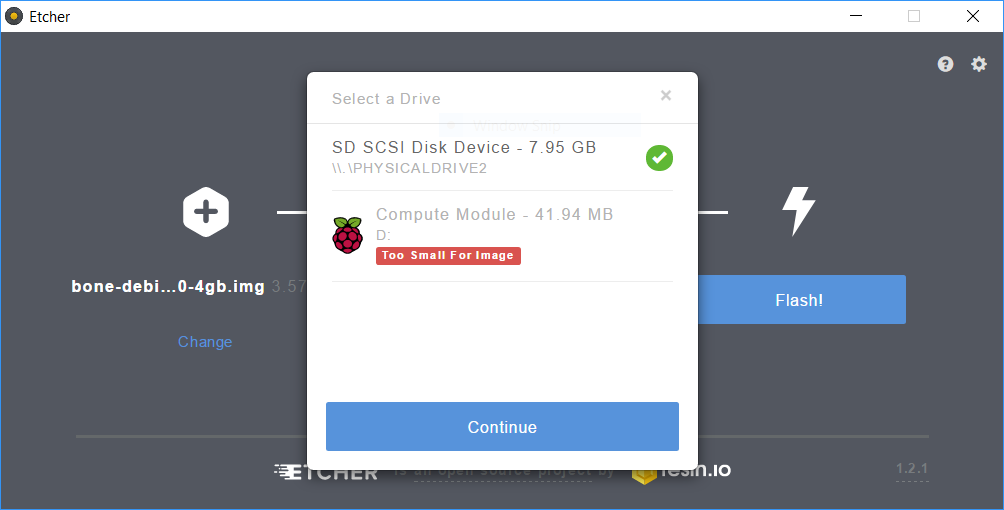 Etcher
Select a Drive
SD SCSI Disk Device - 7.95 GB
\\.\PHYSICALDRIVE2
Compute Module - 41.94 MB
D:
Too Small For Image
bone-debi...0-4gb.img 3.57
Flash!
Change
Continue
ETCHER is an open source project by resin.io
1.2.1